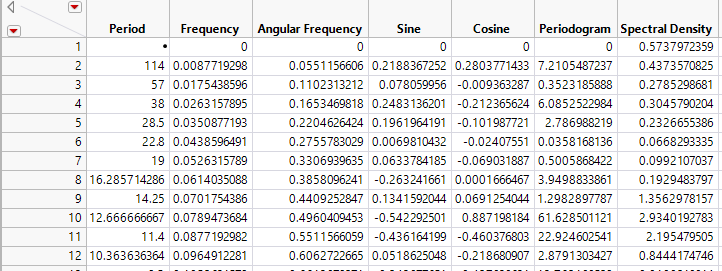 Period Frequency Angular Frequency Sine Cosine Periodogram Spectral Density
1 • 0 0 0 0 0 0.5737972359
2 114 0.0087719298 0.0551156606 0.2188367252 0.2803771433 7.2105487237 0.4373570825
3 57 0.0175438596 0.1102313212 0.078059956 -0.009363287 0.3523185888 0.2785298681
4 38 0.0263157895 0.1653469818 0.2483136201 -0.212365624 6.0852522984 0.3045790204
5 28.5 0.0350877193 0.2204626424 0.1961964191 -0.101987721 2.786988219 0.2326655386
6 22.8 0.0438596491 0.2755783029 0.0069810432 -0.02407551 0.0358168136 0.0668293335
7 19 0.0526315789 0.3306939635 0.0633784185 -0.069031887 0.5005868422 0.0992107037
8 16.285714286 0.0614035088 0.3858096241 -0.263241661 0.0001666467 3.9498833861 0.1929483797
9 14.25 0.0701754386 0.4409252847 0.1341592044 0.0691254044 1.2982897787 1.3562978157
10 12.666666667 0.0789473684 0.4960409453 -0.542292501 0.887198184 61.628501121 2.9340192783
11 11.4 0.0877192982 0.5511566059 -0.436164199 -0.460376803 22.924602541 2.195479505
12 10.363636364 0.0964912281 0.6062722665 0.0518625048 -0.218680907 2.8791303427 0.8444174746